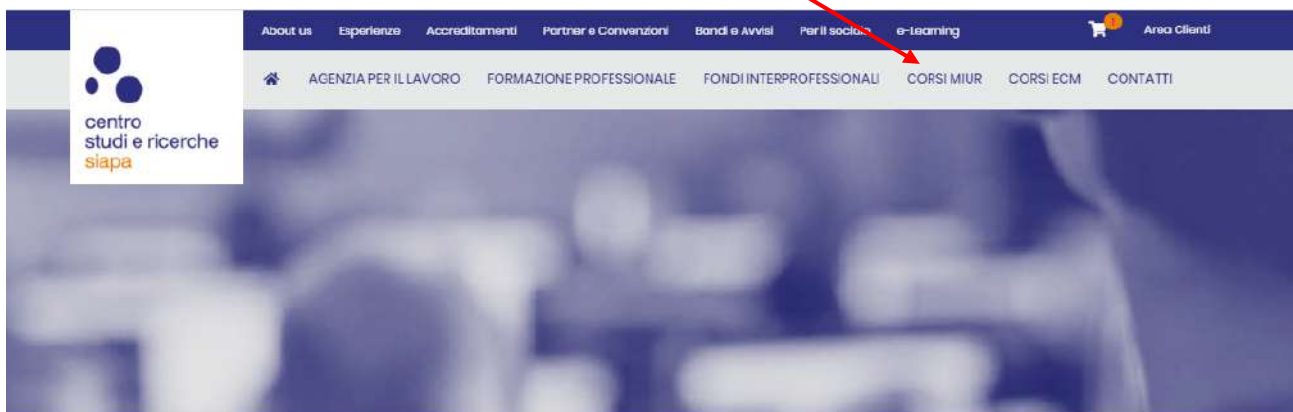 About us Esperienze Accreditamenti Partner e Convenzioni Bandi e Avvisi Per il sociale e-Learning 1 Area Clienti
AGENZIA PER IL LAVORO FORMAZIONE PROFESSIONALE FONDI INTERPROFESSIONALI CORSI MIUR CORSI ECM CONTATTI
centro
studi e ricerche
siapa